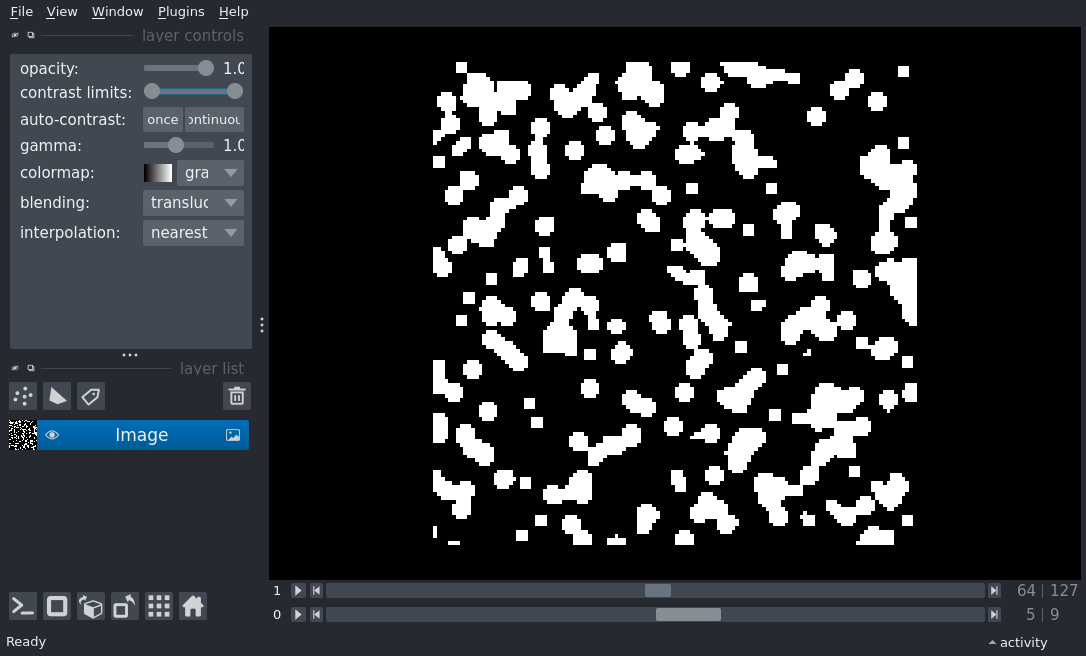 File View Window Plugins Help
layer controls
opacity: 1.0
contrast limits:
auto-contrast: once ontinuou
gamma: 1.0
colormap: gra
blending: transluc
interpolation: nearest
layer list
Image
1 64 | 127
0 5 | 9
Ready activity